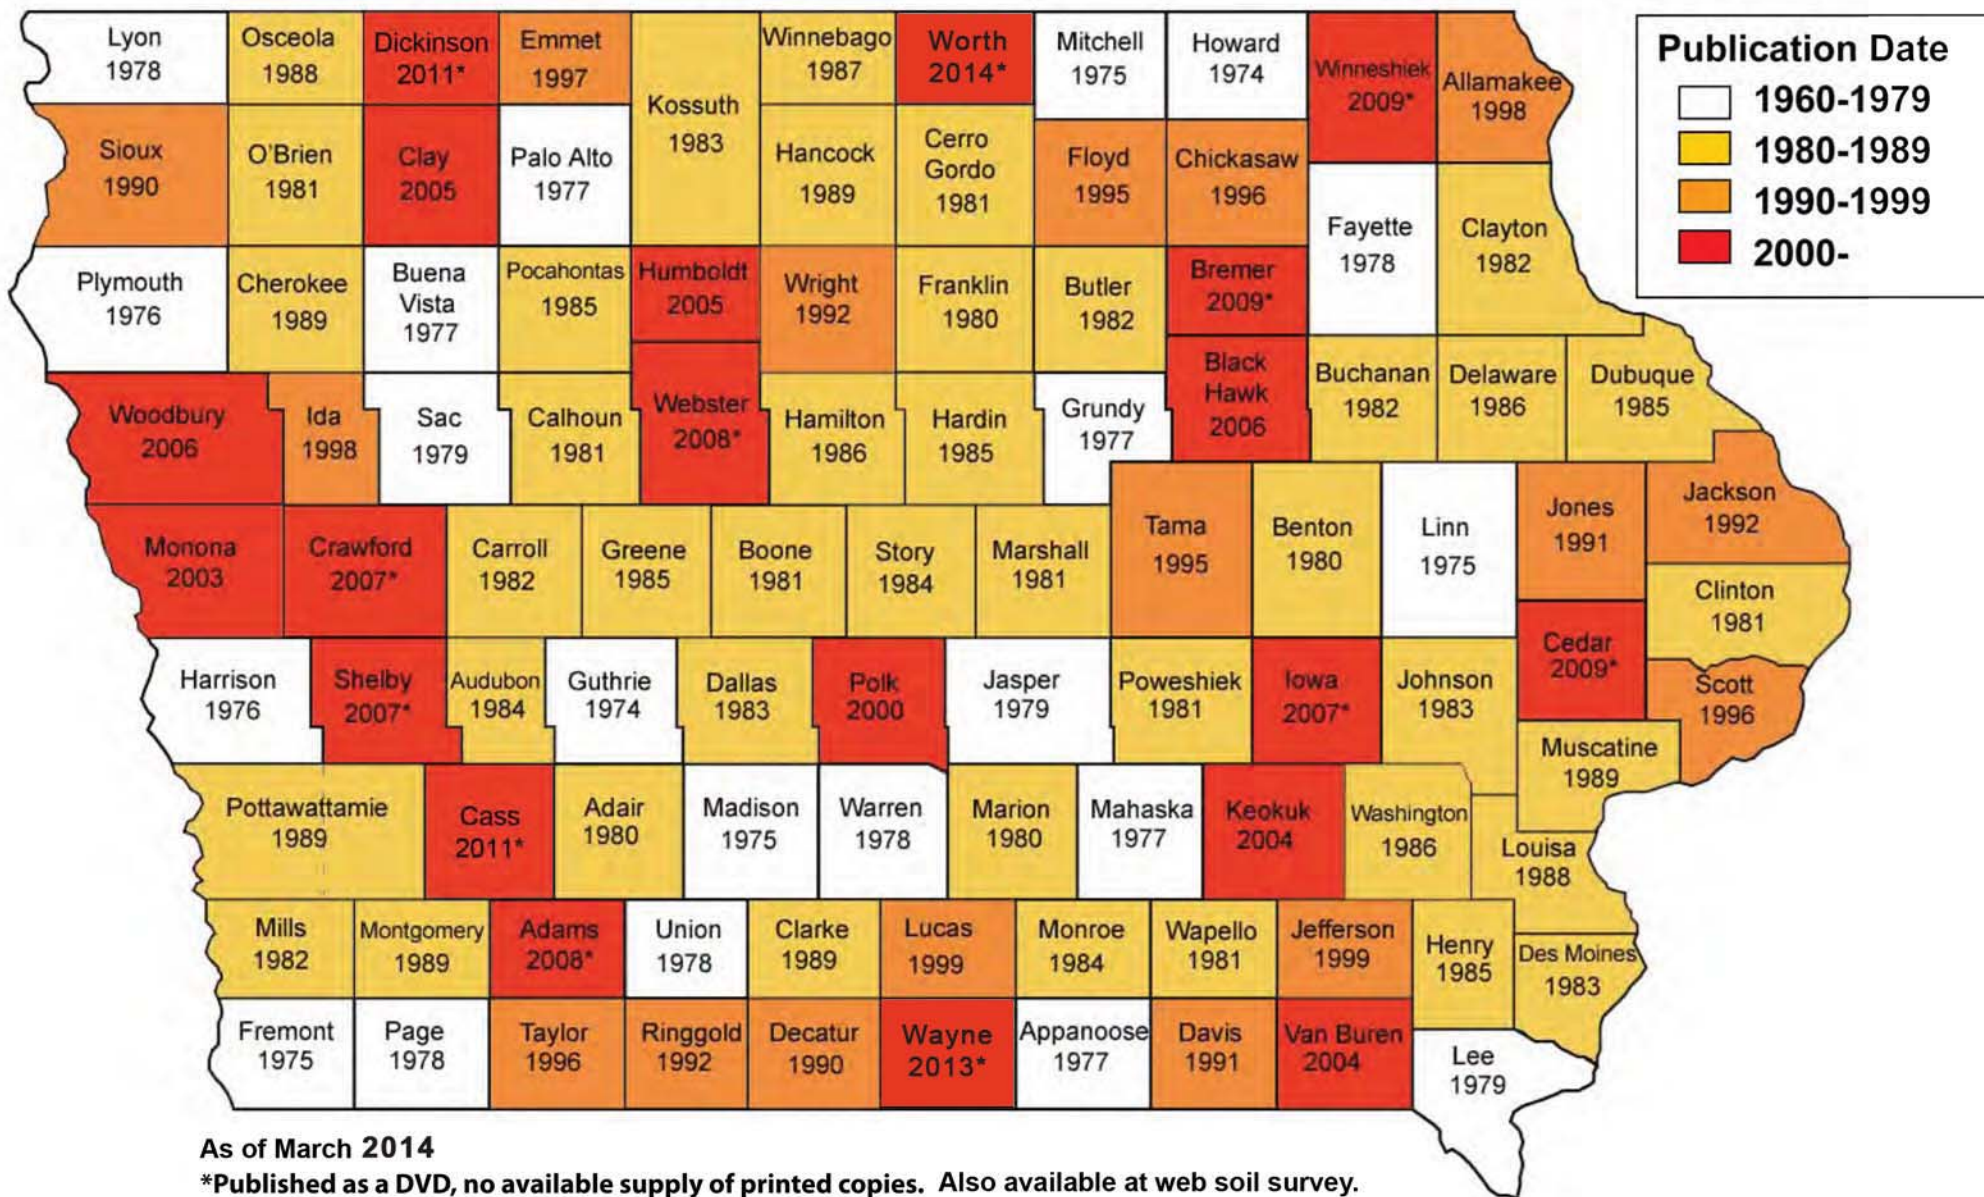 Lyon
1978
Osceola
1988
Dickinson
2011*
Emmet
1997
Kossuth
1983
Winnebago
1987
Worth
2014*
Mitchell
1975
Howard
1974
Winneshiek
2009*
Allamakee
1998
Publication Date
1960-1979
1980-1989
1990-1999
2000-
Sioux
1990
O'Brien
1981
Clay
2005
Palo Alto
1977
Hancock
1989
Cerro
Gordo
1981
Floyd
1995
Chickasaw
1996
Fayette
1978
Clayton
1982
Plymouth
1976
Cherokee
1989
Buena
Vista
1977
Pocahontas
1985
Humboldt
2005
Wright
1992
Franklin
1980
Butler
1982
Bremer
2009*
Woodbury
2006
Ida
1998
Sac
1979
Calhoun
1981
Webster
2008*
Hamilton
1986
Hardin
1985
Grundy
1977
Black
Hawk
2006
Buchanan
1982
Delaware
1986
Dubuque
1985
Monona
2003
Crawford
2007*
Carroll
1982
Greene
1985
Boone
1981
Story
1984
Marshall
1981
Tama
1995
Benton
1980
Linn
1975
Jones
1991
Jackson
1992
Clinton
1981
Harrison
1976
Shelby
2007*
Audubon
1984
Guthrie
1974
Dallas
1983
Polk
2000
Jasper
1979
Poweshiek
1981
Iowa
2007*
Johnson
1983
Cedar
2009*
Scott
1996
Muscatine
1989
Pottawattamie
1989
Cass
2011*
Adair
1980
Madison
1975
Warren
1978
Marion
1980
Mahaska
1977
Keokuk
2004
Washington
1986
Louisa
1988
Mills
1982
Montgomery
1989
Adams
2008*
Union
1978
Clarke
1989
Lucas
1999
Monroe
1984
Wapello
1981
Jefferson
1999
Henry
1985
Des Moines
1983
Fremont
1975
Page
1978
Taylor
1996
Ringgold
1992
Decatur
1990
Wayne
2013*
Appanoose
1977
Davis
1991
Van Buren
2004
Lee
1979
As of March 2014
*Published as a DVD, no available supply of printed copies. Also available at web soil survey.